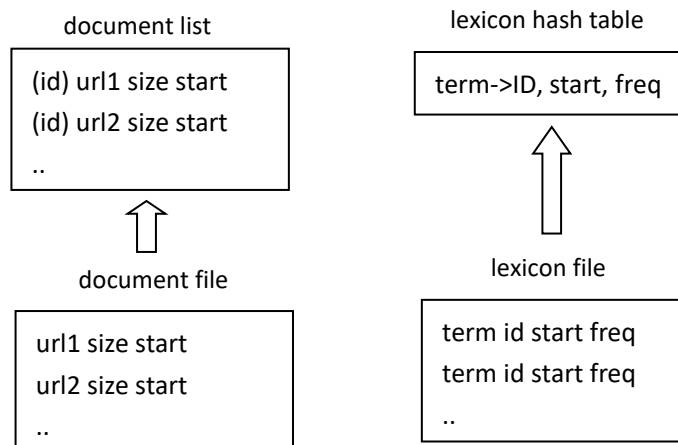 document list
(id) url1 size start
(id) url2 size start
..
document file
url1 size start
url2 size start
..
lexicon hash table
term->ID, start, freq
lexicon file
term id start freq
term id start freq
..